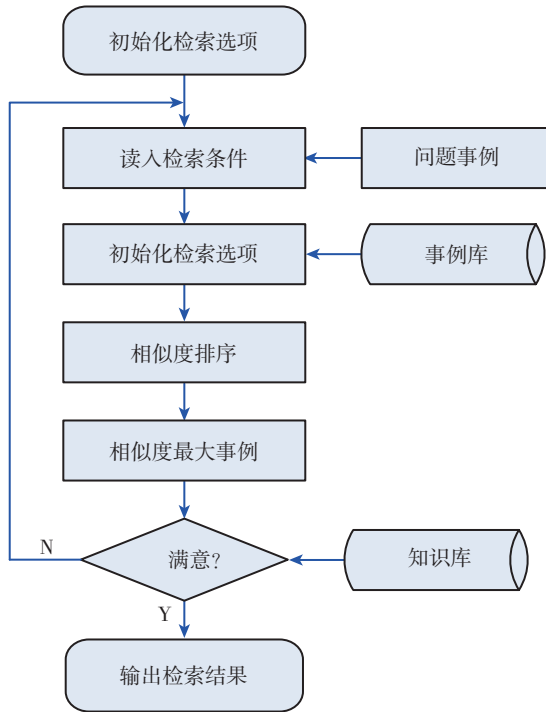 初始化检索选项
读入检索条件
问题事例
初始化检索选项
事例库
相似度排序
相似度最大事例
N
满意?
知识库
Y
输出检索结果